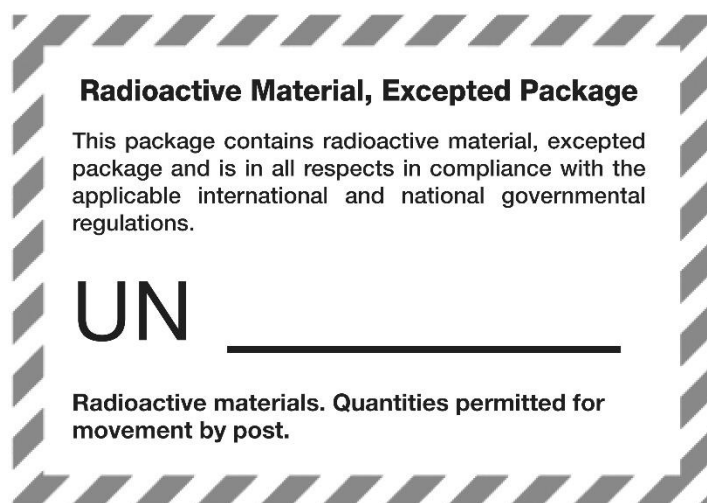 Radioactive Material, Excepted Package
This package contains radioactive material, excepted
package and is in all respects in compliance with the
applicable international and national governmental
regulations.
UN
Radioactive materials. Quantities permitted for
movement by post.